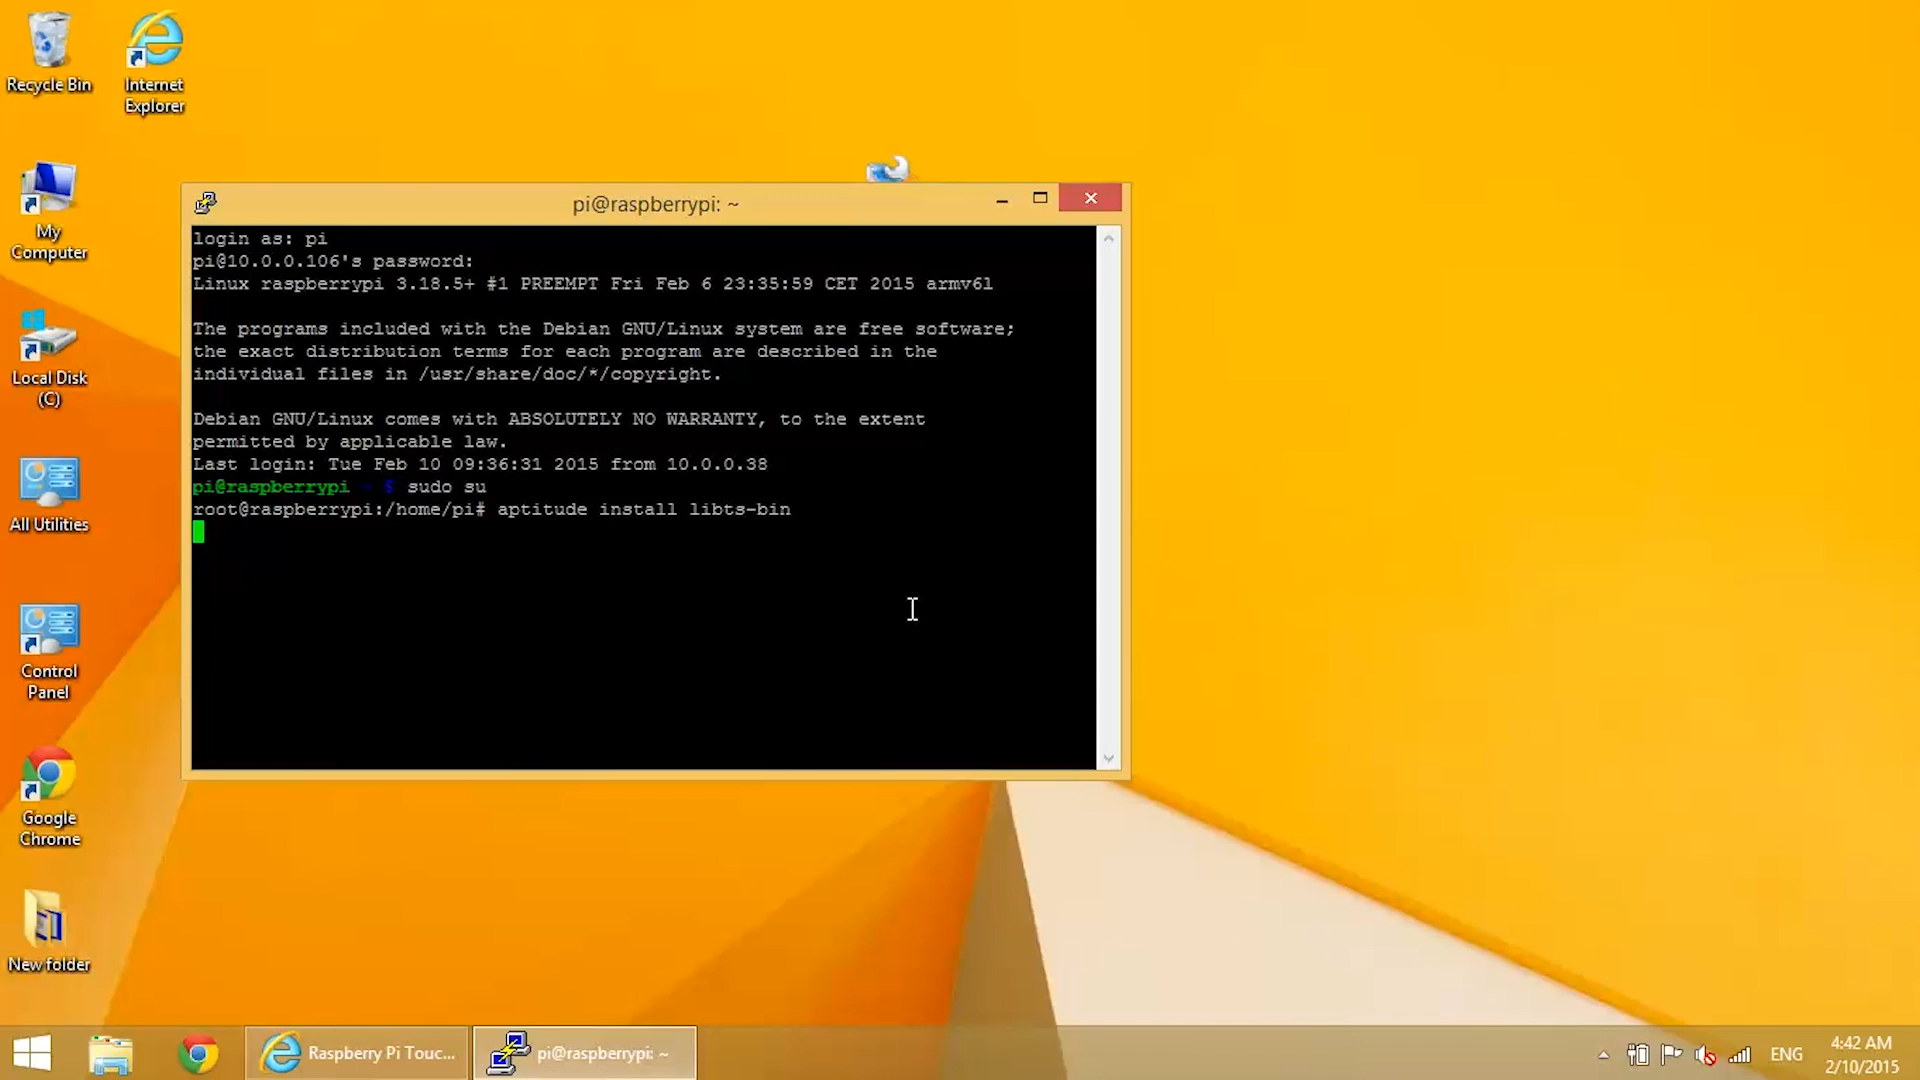 Recycle Bin
Internet
Explorer
My
Computer
Local Disk
(C)
All Utilities
Control
Panel
Google
Chrome
New folder
pi@raspberrypi: ~
login as: pi
pi@10.0.0.106's password:
Linux raspberrypi 3.18.5+ #1 PREEMPT Fri Feb 6 23:35:59 CET 2015 armv6l
The programs included with the Debian GNU/Linux system are free software;
the exact distribution terms for each program are described in the
individual files in /usr/share/doc/*/copyright.
Debian GNU/Linux comes with ABSOLUTELY NO WARRANTY, to the extent
permitted by applicable law.
Last login: Tue Feb 10 09:36:31 2015 from 10.0.0.38
pi@raspberrypi ~ $ sudo su
root@raspberrypi:/home/pi# aptitude install libts-bin
Raspberry Pi Touc...
pi@raspberrypi: ~
ENG
4:42 AM
2/10/2015